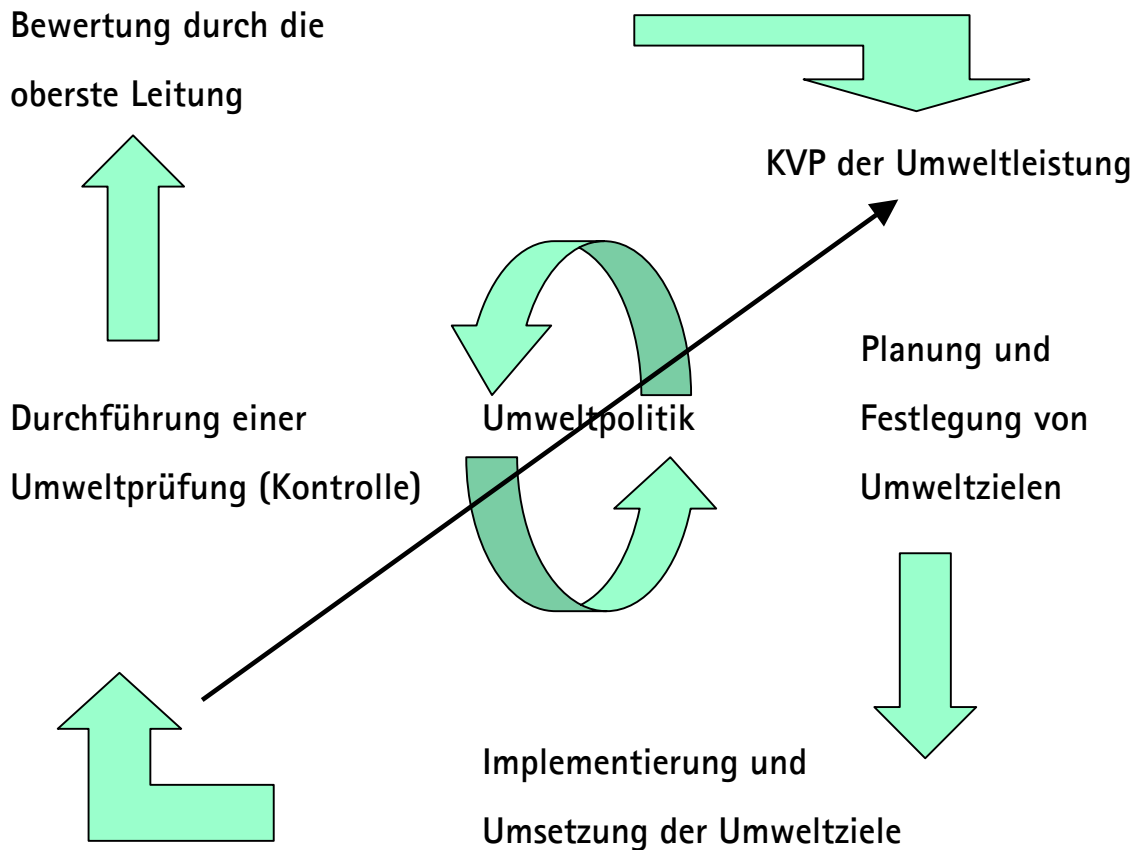 Bewertung durch die
oberste Leitung
KVP der Umweltleistung
Planung und
Festlegung von
Umweltzielen
Durchführung einer
Umweltprüfung (Kontrolle)
Umweltpolitik
Implementierung und
Umsetzung der Umweltziele